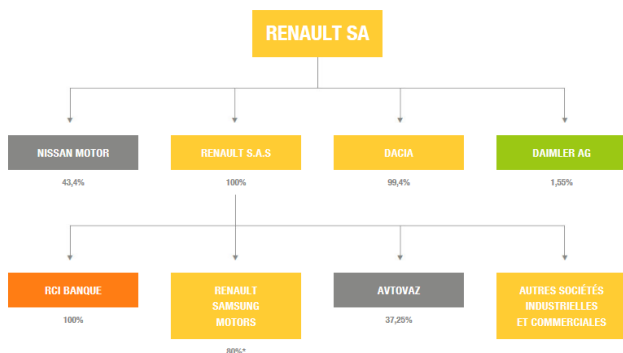 RENAULT SA
NISSAN MOTOR
RENAULT S.A.S
DACIA
DAIMLER AG
43,4%
100%
99,4%
1,55%
RCI BANQUE
RENAULT
SAMSUNG
MOTORS
AVTOVAZ
AUTRES SOCIÉTÉS
INDUSTRIELLES
ET COMMERCIALES
100%
37,25%
80%*